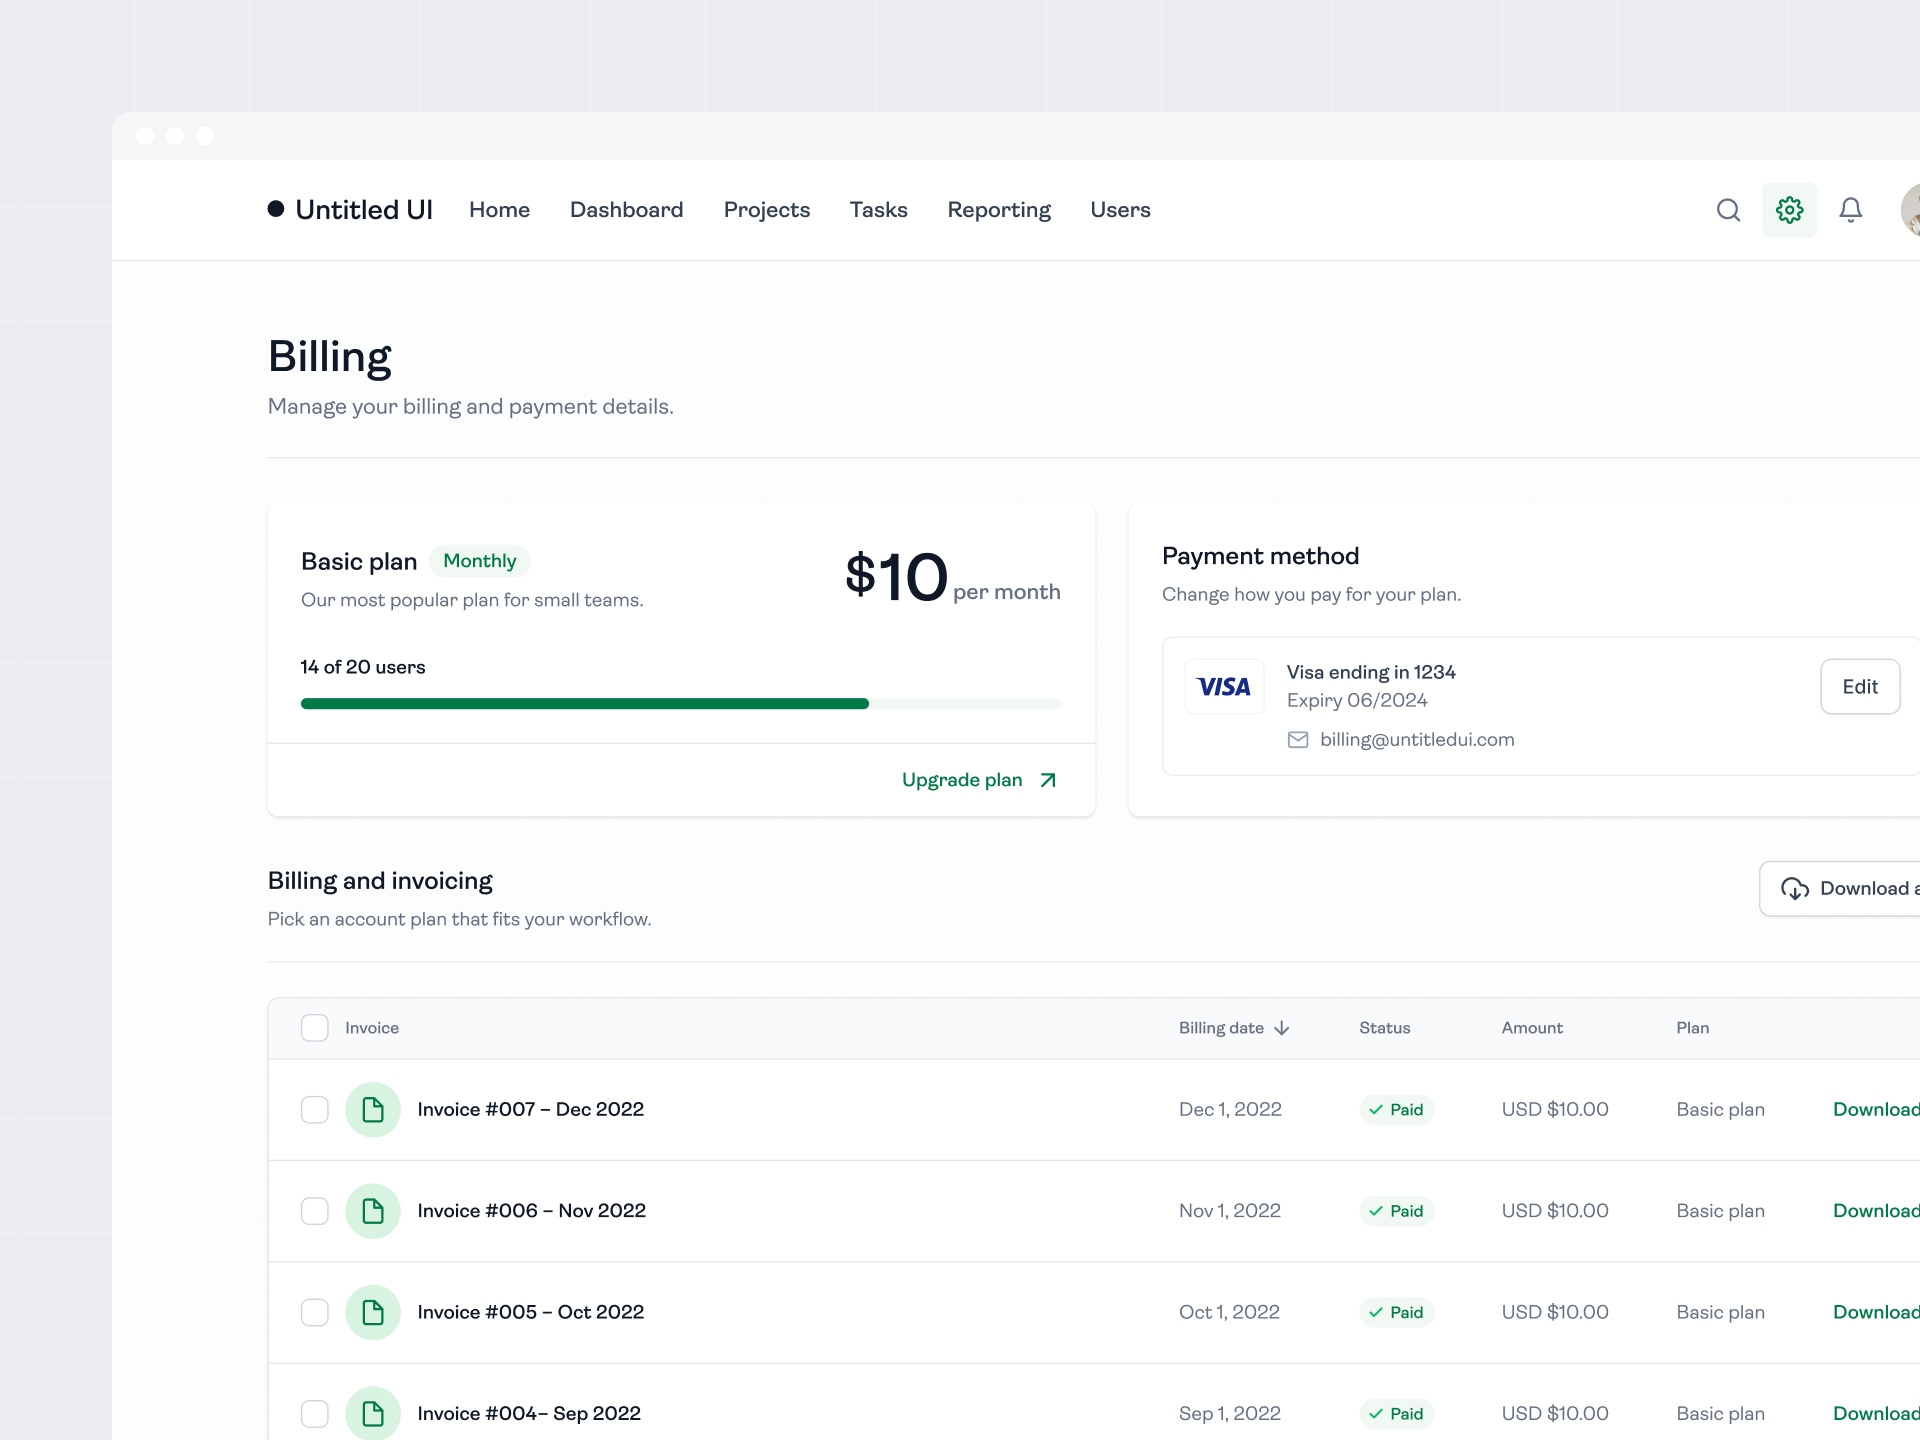 Untitled UI Home Dashboard Projects Tasks Reporting Users
Billing
Manage your billing and payment details.
Basic plan Monthly
Our most popular plan for small teams.
$10 per month
14 of 20 users
Upgrade plan
Payment method
Change how you pay for your plan.
VISA
Visa ending in 1234
Expiry 06/2024
billing@untitledui.com
Edit
Billing and invoicing
Pick an account plan that fits your workflow.
Download
Invoice Billing date Status Amount Plan
Invoice #007 – Dec 2022 Dec 1, 2022 Paid USD $10.00 Basic plan Download
Invoice #006 – Nov 2022 Nov 1, 2022 Paid USD $10.00 Basic plan Download
Invoice #005 – Oct 2022 Oct 1, 2022 Paid USD $10.00 Basic plan Download
Invoice #004– Sep 2022 Sep 1, 2022 Paid USD $10.00 Basic plan Download